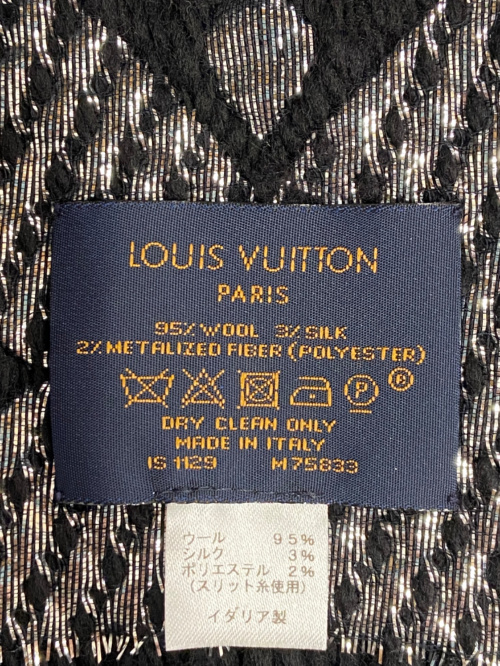 LOUIS VUITTON
PARIS
95% WOOL 3% SILK
2% METALIZED FIBER (POLYESTER)
P ®
DRY CLEAN ONLY
MADE IN ITALY
IS 1129 M75833
ウール 95%
シルク 3%
ポリエステル 2%
(スリット糸使用)
イタリア製